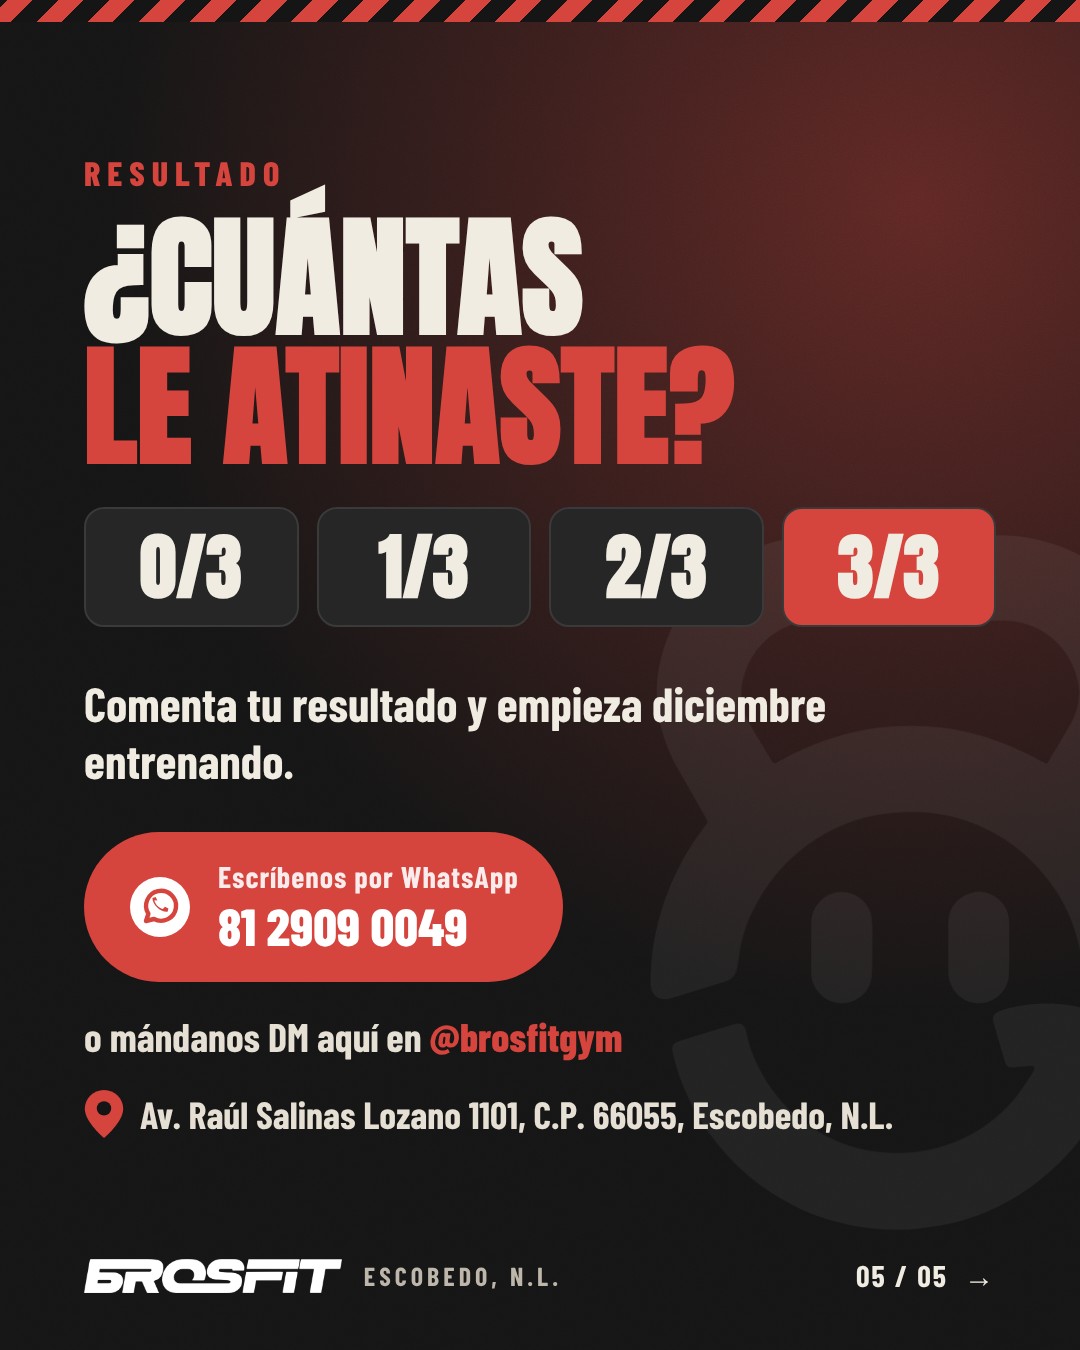 RESULTADO
¿CUÁNTAS
LE ATINASTE?
0/3 1/3 2/3 3/3
Comenta tu resultado y empieza diciembre
entrenando.
Escríbenos por WhatsApp
81 2909 0049
o mándanos DM aquí en @brosfitgym
Av. Raúl Salinas Lozano 1101, C.P. 66055, Escobedo, N.L.
BROSFIT ESCOBEDO, N.L. 05 / 05 →